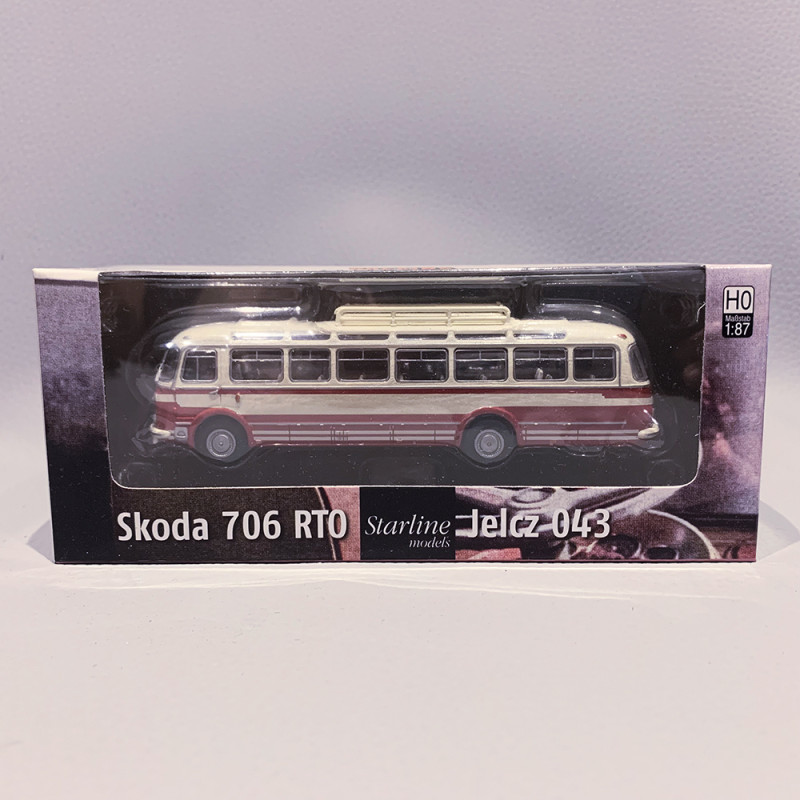 H0
Maßstab
1:87
Skoda 706 RTO Starline Jelcz 043
models